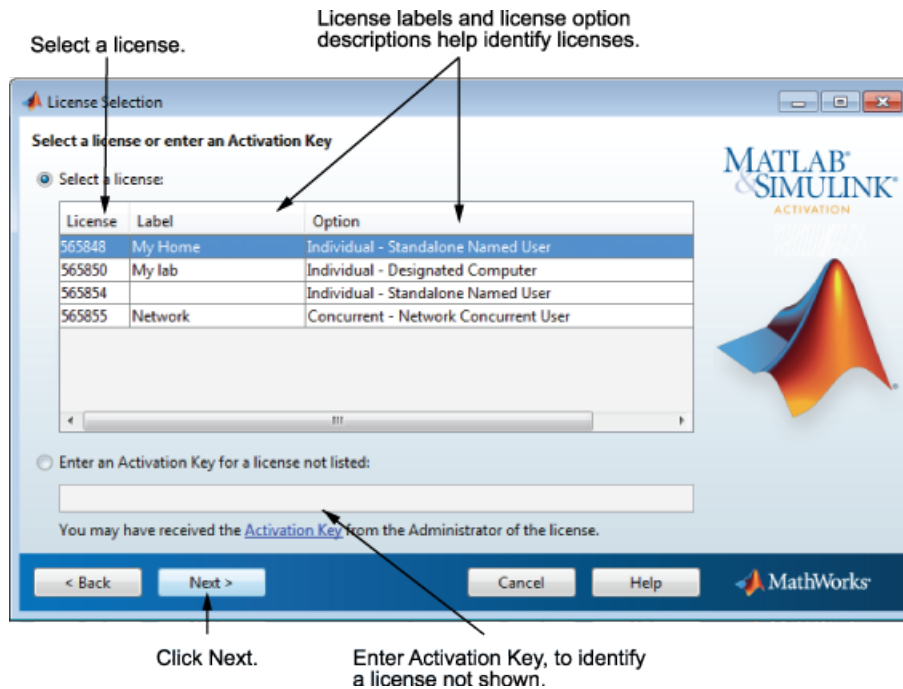 License labels and license option
descriptions help identify licenses.
Select a license.
License Selection
Select a license or enter an Activation Key
MATLAB®
&SIMULINK®
ACTIVATION
Select a license:
License Label Option
565848 My Home Individual - Standalone Named User
565850 My lab Individual - Designated Computer
565854 Individual - Standalone Named User
565855 Network Concurrent - Network Concurrent User
Enter an Activation Key for a license not listed:
You may have received the Activation Key from the Administrator of the license.
< Back Next > Cancel Help MathWorks®
Click Next.
Enter Activation Key, to identify
a license not shown.